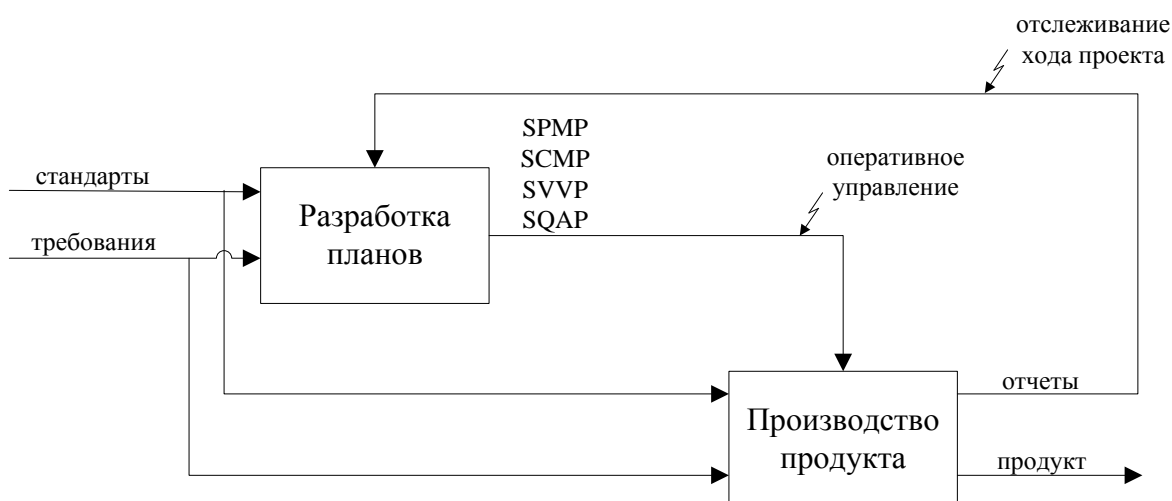 отслеживание
хода проекта
SPMP
SCMP
SVVP
SQAP
оперативное
управление
стандарты
требования
Разработка
планов
отчеты
Производство
продукта
продукт